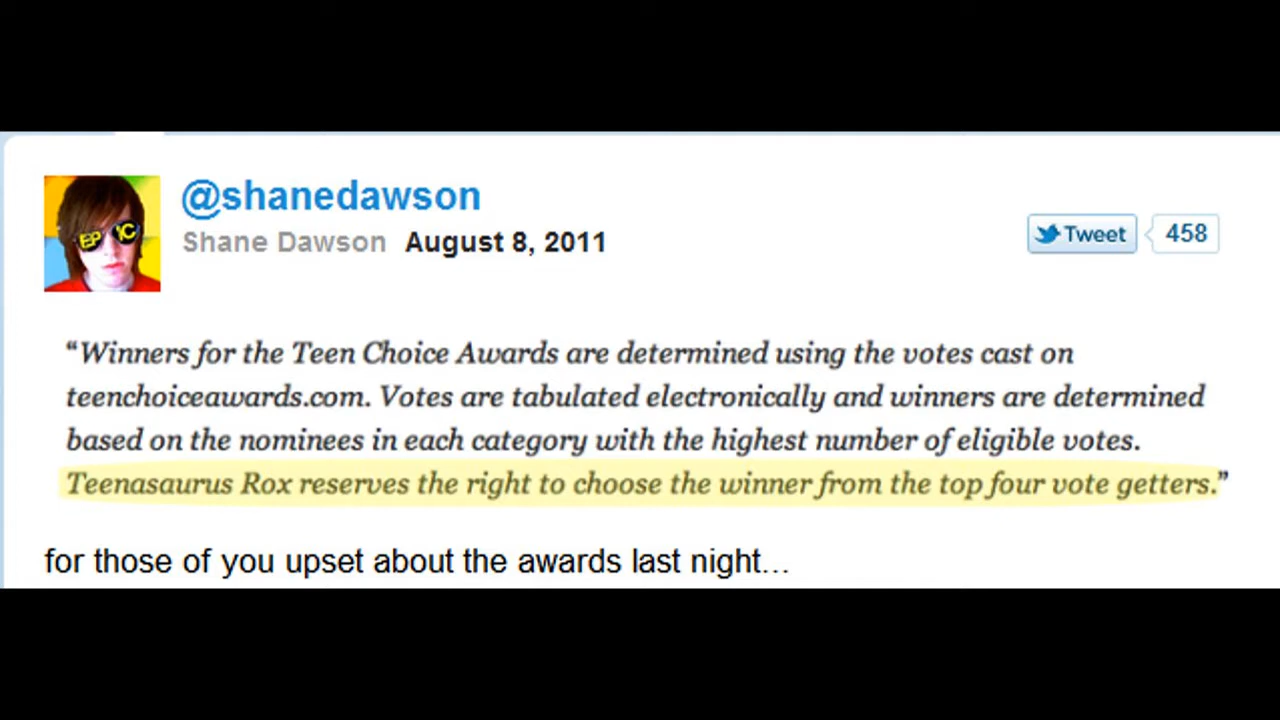 @shanedawson
Shane Dawson August 8, 2011
Tweet 458
EPIC
“Winners for the Teen Choice Awards are determined using the votes cast on
teenchoiceawards.com. Votes are tabulated electronically and winners are determined
based on the nominees in each category with the highest number of eligible votes.
Teenasaurus Rox reserves the right to choose the winner from the top four vote getters.”
for those of you upset about the awards last night...